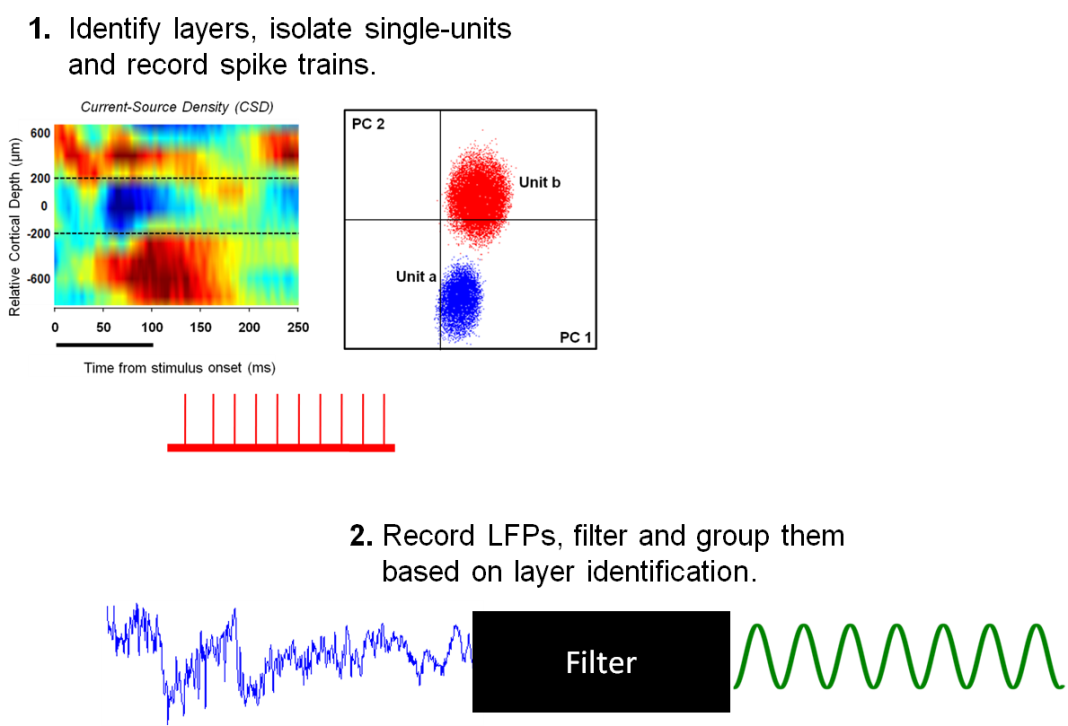 1. Identify layers, isolate single-units
and record spike trains.
Current-Source Density (CSD)
Relative Cortical Depth (µm)
600
200
0
-200
-600
0 50 100 150 200 250
Time from stimulus onset (ms)
PC 2
Unit b
Unit a
PC 1
2. Record LFPs, filter and group them
based on layer identification.
Filter